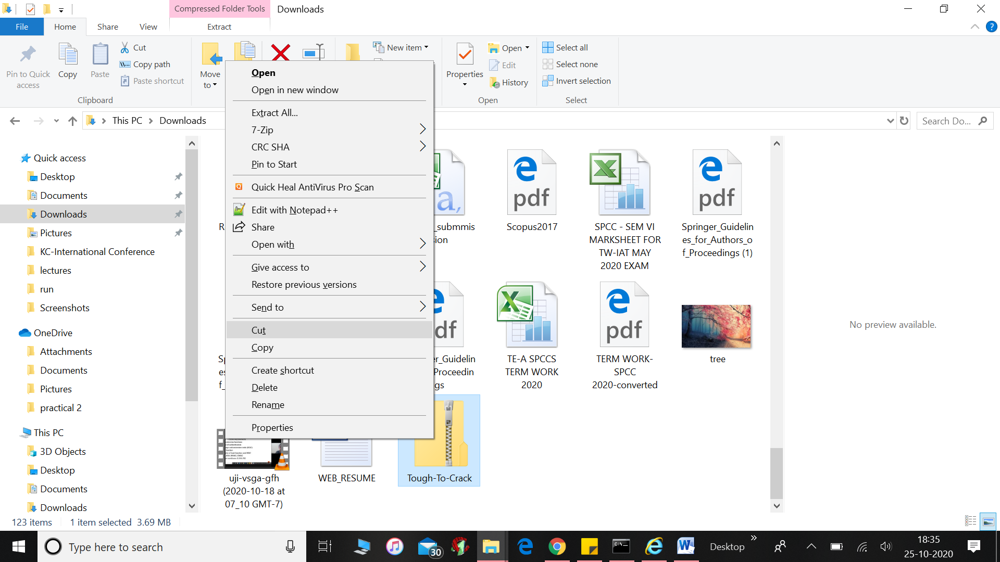 Compressed Folder Tools
Downloads
File
Home
Share
View
Extract
Pin to Quick
access
Copy
Paste
Cut
Copy path
Paste shortcut
Clipboard
Move
to
New item
Properties
Open
Edit
History
Open
Select all
Select none
Invert selection
Select
This PC
Downloads
Search Do...
Quick access
Desktop
Documents
Downloads
Pictures
KC-International Conference
lectures
run
Screenshots
OneDrive
Attachments
Documents
Pictures
practical 2
This PC
3D Objects
Desktop
Documents
Downloads
Open
Open in new window
Extract All...
7-Zip
CRC SHA
Pin to Start
Quick Heal AntiVirus Pro Scan
Edit with Notepad++
Share
Open with
Give access to
Restore previous versions
Send to
Cut
Copy
Create shortcut
Delete
Rename
Properties
R
a,
_submmis
ion
pdf
Scopus2017
SPCC - SEM VI
MARKSHEET FOR
TW-IAT MAY
2020 EXAM
pdf
Springer_Guidelin
es_for_Authors_o
f_Proceedings (1)
Sp
es
f_
df
er_Guidelin
Proceedin
gs
TE-A SPCCS
TERM WORK
2020
pdf
TERM WORK-
SPCC
2020-converted
tree
uji-vsga-gfh
(2020-10-18 at
07_10 GMT-7)
WEB_RESUME
Tough-To-Crack
No preview available.
123 items
1 item selected 3.69 MB
Type here to search
30
Desktop
18:35
25-10-2020